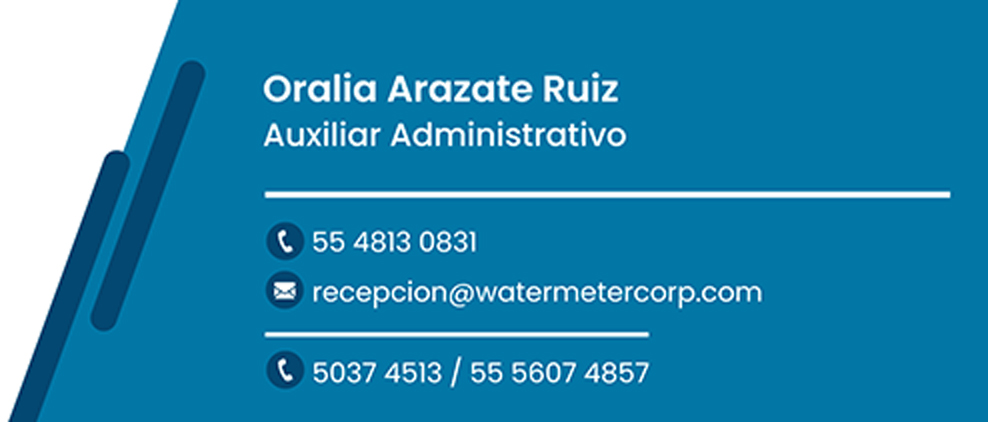 Oralia Arazate Ruiz
Auxiliar Administrativo
55 4813 0831
recepcion@watermetercorp.com
5037 4513 / 55 5607 4857